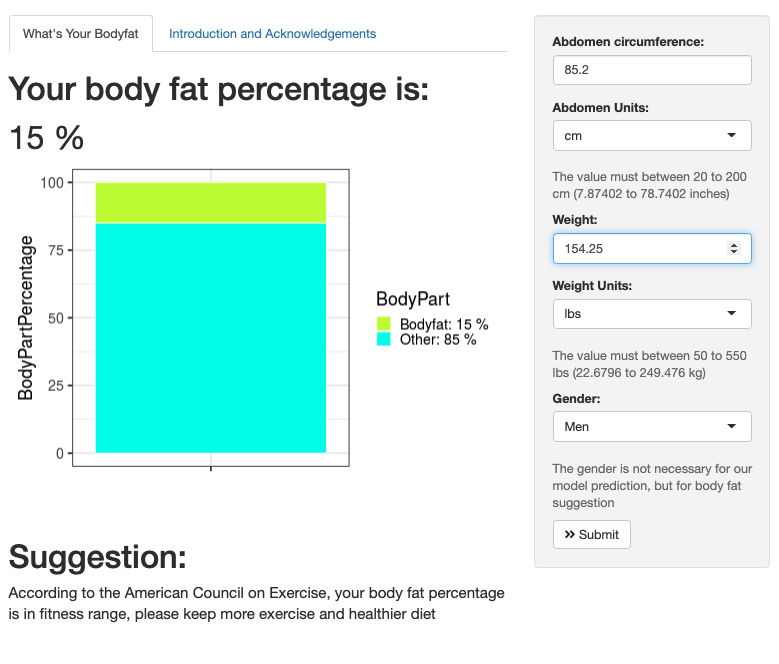 What's Your Bodyfat
Introduction and Acknowledgements
Your body fat percentage is:
15 %
100
75
50
25
0
BodyPartPercentage
BodyPart
Bodyfat: 15 %
Other: 85 %
Suggestion:
According to the American Council on Exercise, your body fat percentage
is in fitness range, please keep more exercise and healthier diet
Abdomen circumference:
85.2
Abdomen Units:
cm
The value must between 20 to 200
cm (7.87402 to 78.7402 inches)
Weight:
154.25
Weight Units:
lbs
The value must between 50 to 550
lbs (22.6796 to 249.476 kg)
Gender:
Men
The gender is not necessary for our
model prediction, but for body fat
suggestion
Submit